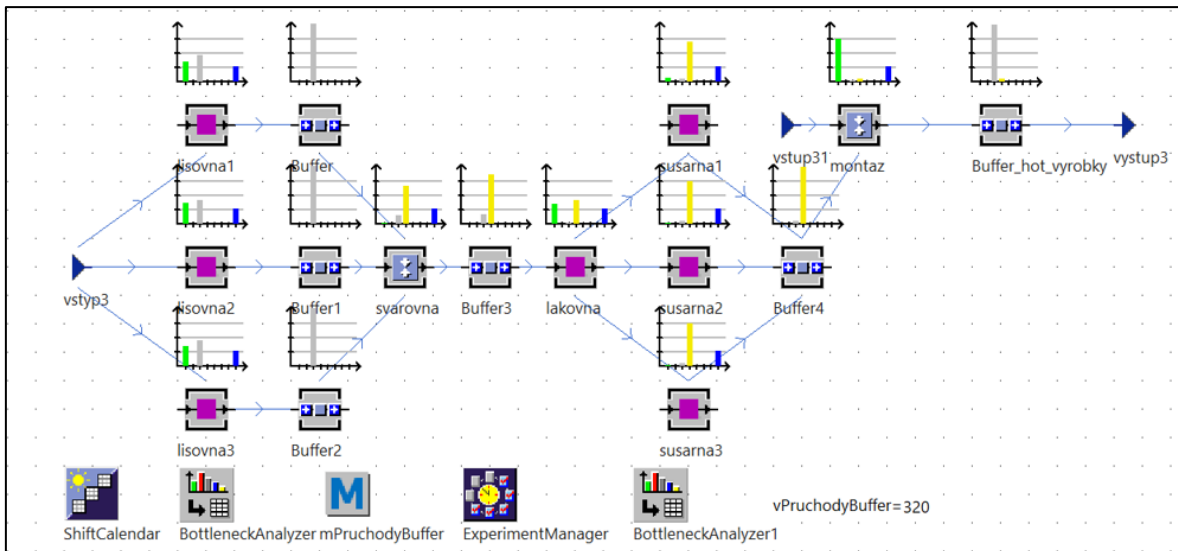 lisovna1
Buffer
susarna1
vstup31
montaz
Buffer_hot_vyrobky
vystup3
vstyp3
lisovna2
Buffer1
svarovna
Buffer3
lakovna
susarna2
Buffer4
lisovna3
Buffer2
susarna3
M
vPruchodyBuffer=320
ShiftCalendar
BottleneckAnalyzer
mPruchodyBuffer
ExperimentManager
BottleneckAnalyzer1